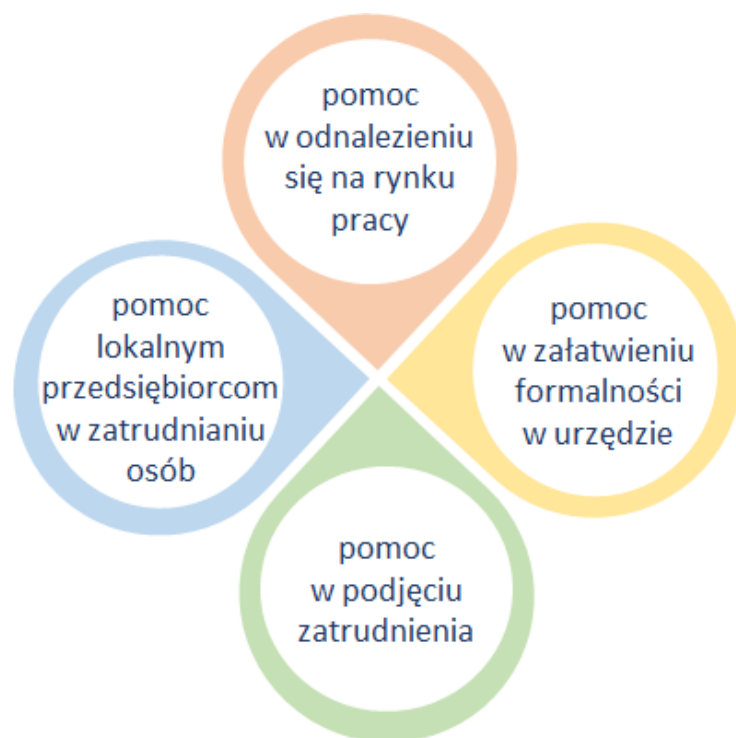 pomoc
w odnalezieniu
się na rynku
pracy
pomoc
lokalnym
przedsiębiorcom
w zatrudnianiu
osób
pomoc
w załatwieniu
formalności
w urzędzie
pomoc
w podjęciu
zatrudnienia